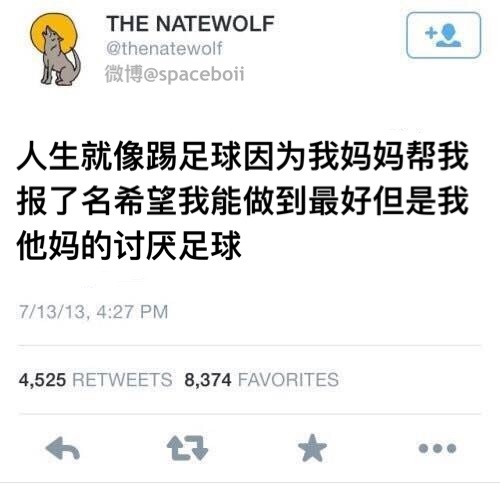 THE NATEWOLF
@thenatewolf
微博@spaceboii
人生就像踢足球因为我妈妈帮我
报了名希望我能做到最好但是我
他妈的讨厌足球
7/13/13, 4:27 PM
4,525 RETWEETS 8,374 FAVORITES